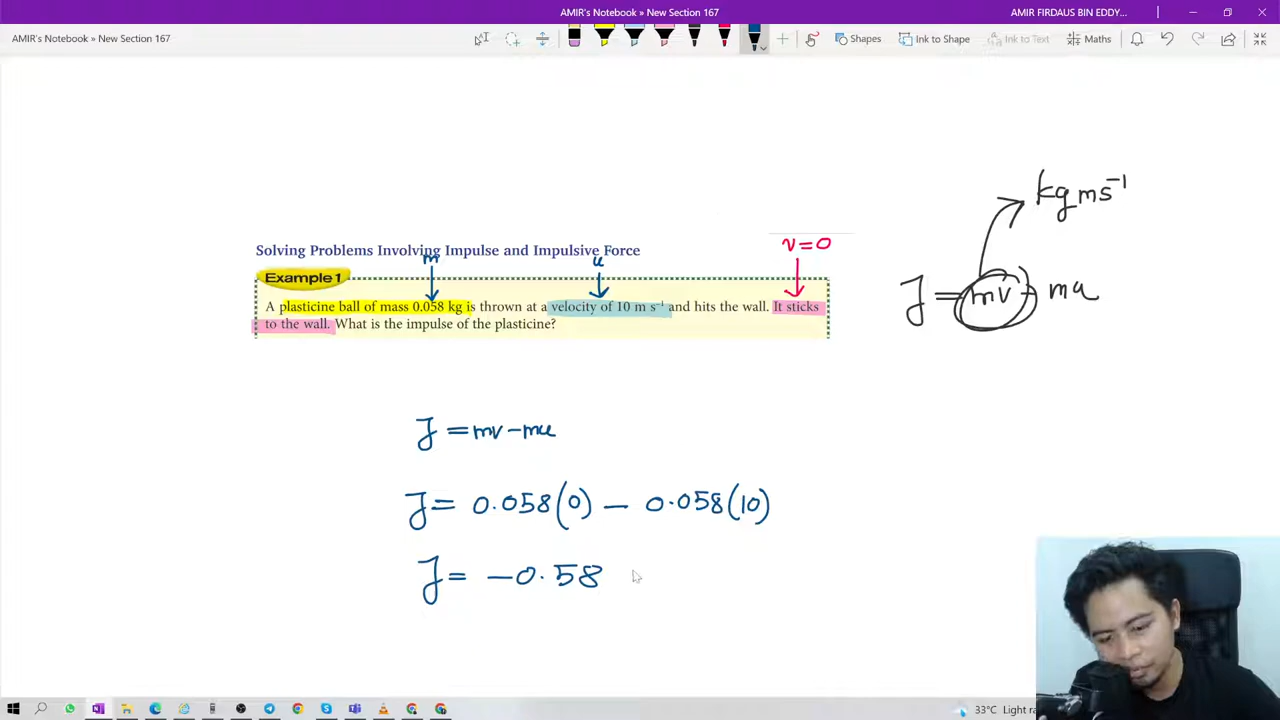 AMIR's Notebook » New Section 167
AMIR FIRDAUS BIN EDDY...
AMIR's Notebook » New Section 167
Shapes
Ink to Shape
Ink to Text
Maths
kgms⁻¹
v=0
Solving Problems Involving Impulse and Impulsive Force
m
u
Example 1
J = mv - mu
A plasticine ball of mass 0.058 kg is thrown at a velocity of 10 m s⁻¹ and hits the wall. It sticks
to the wall. What is the impulse of the plasticine?
J = mv - mu
J = 0.058(0) - 0.058(10)
J = -0.58
33°C Light ra